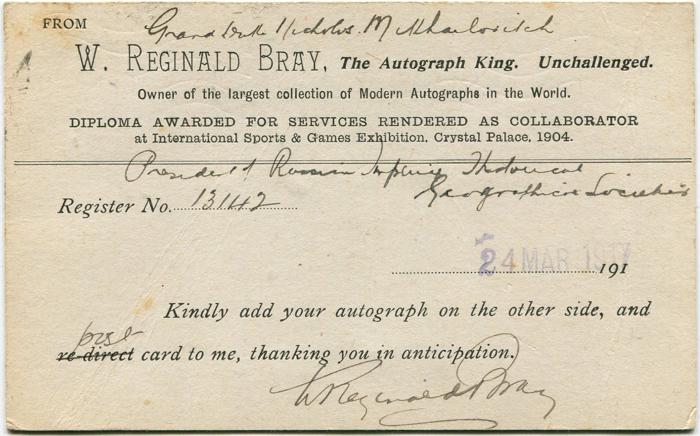 FROM Grand Duke Nicholas Mikhailovitch
W. REGINALD BRAY, The Autograph King. Unchallenged.
Owner of the largest collection of Modern Autographs in the World.
DIPLOMA AWARDED FOR SERVICES RENDERED AS COLLABORATOR
at International Sports & Games Exhibition, Crystal Palace, 1904.
President of Russian Imperial Historical
Geographical Societies
Register No. 13142
24 MAR 1917
191
Kindly add your autograph on the other side, and
post
re-direct card to me, thanking you in anticipation.
W Reginald Bray